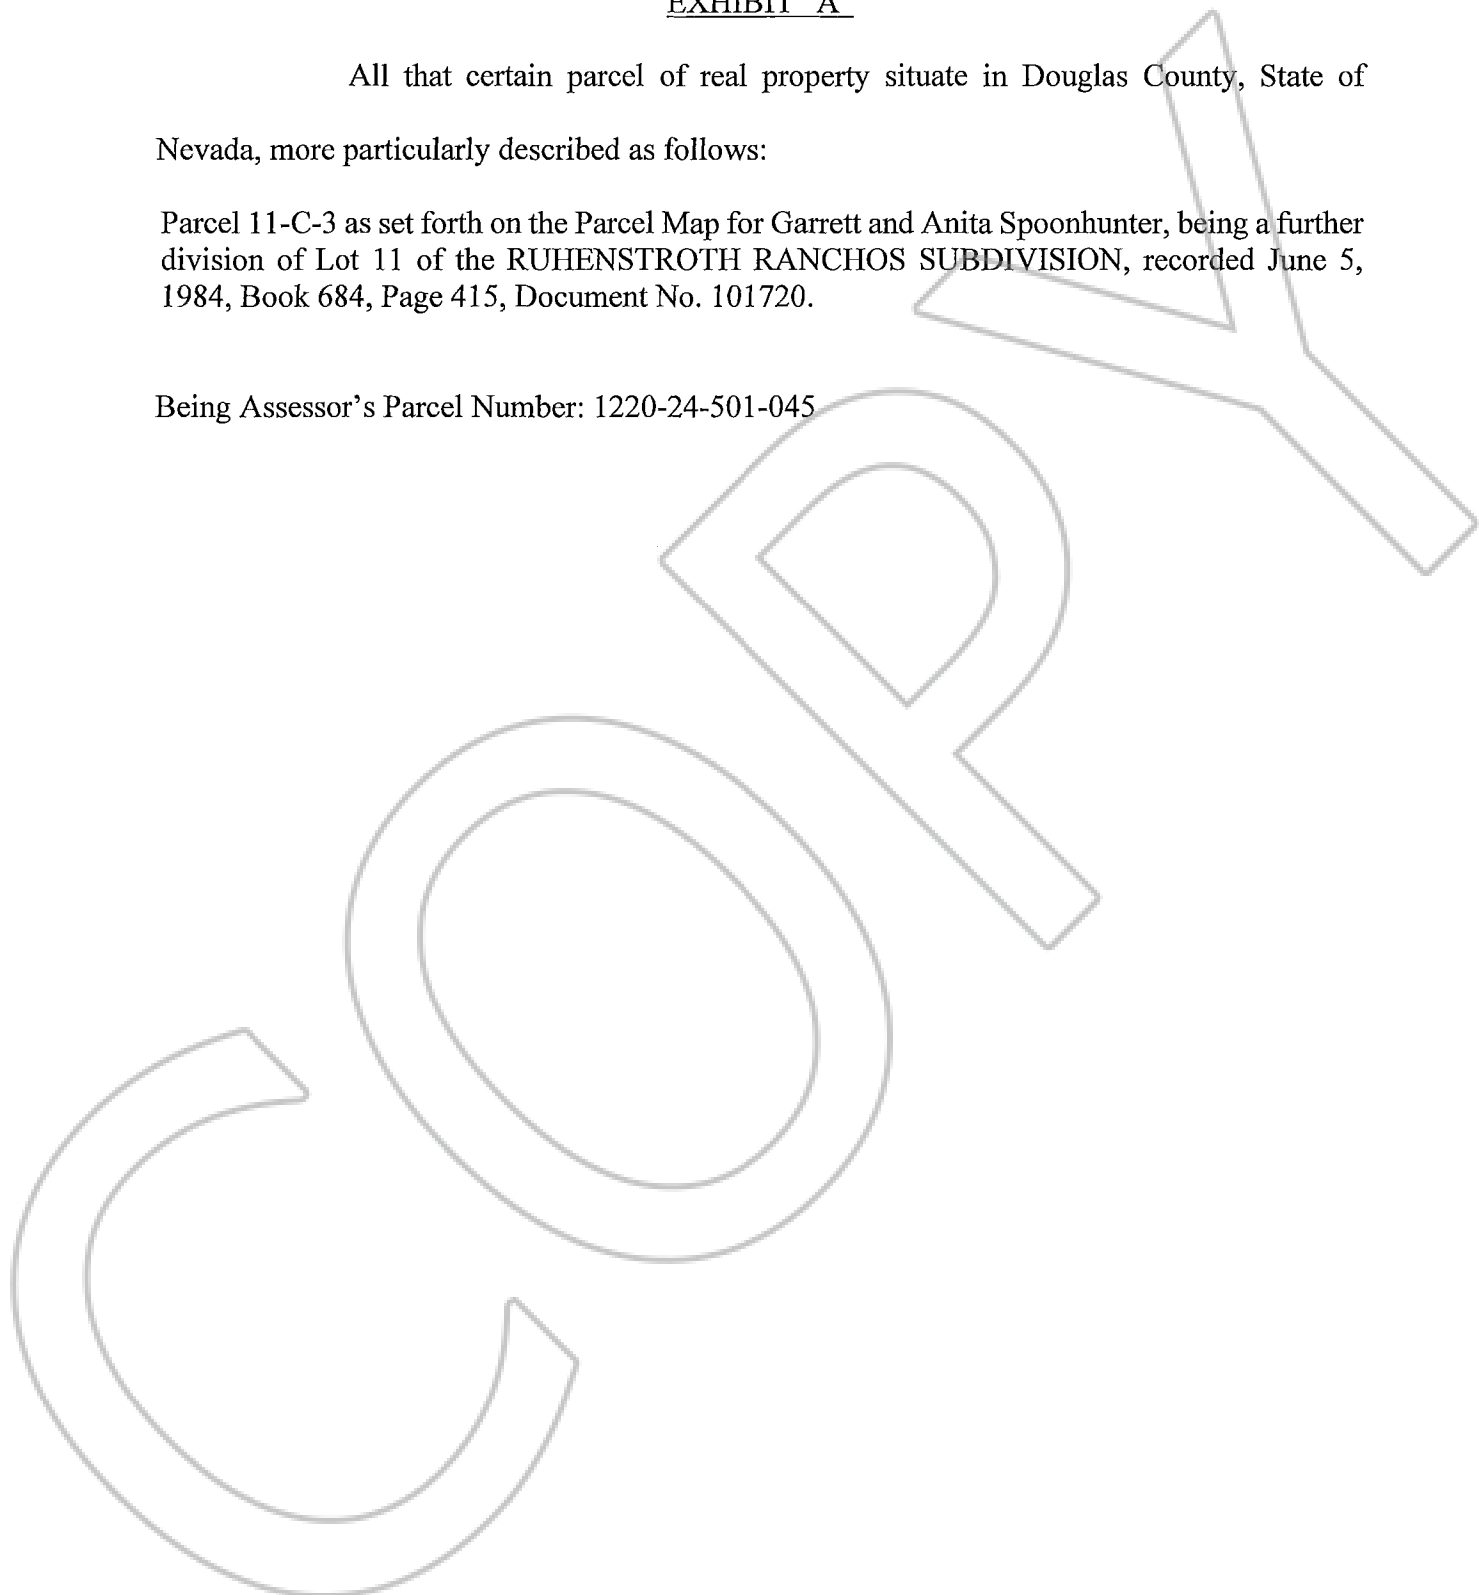 EXHIBIT A
All that certain parcel of real property situate in Douglas County, State of
Nevada, more particularly described as follows:
Parcel 11-C-3 as set forth on the Parcel Map for Garrett and Anita Spoonhunter, being a further
division of Lot 11 of the RUHENSTROTH RANCHOS SUBDIVISION, recorded June 5,
1984, Book 684, Page 415, Document No. 101720.
Being Assessor’s Parcel Number: 1220-24-501-045
COPY